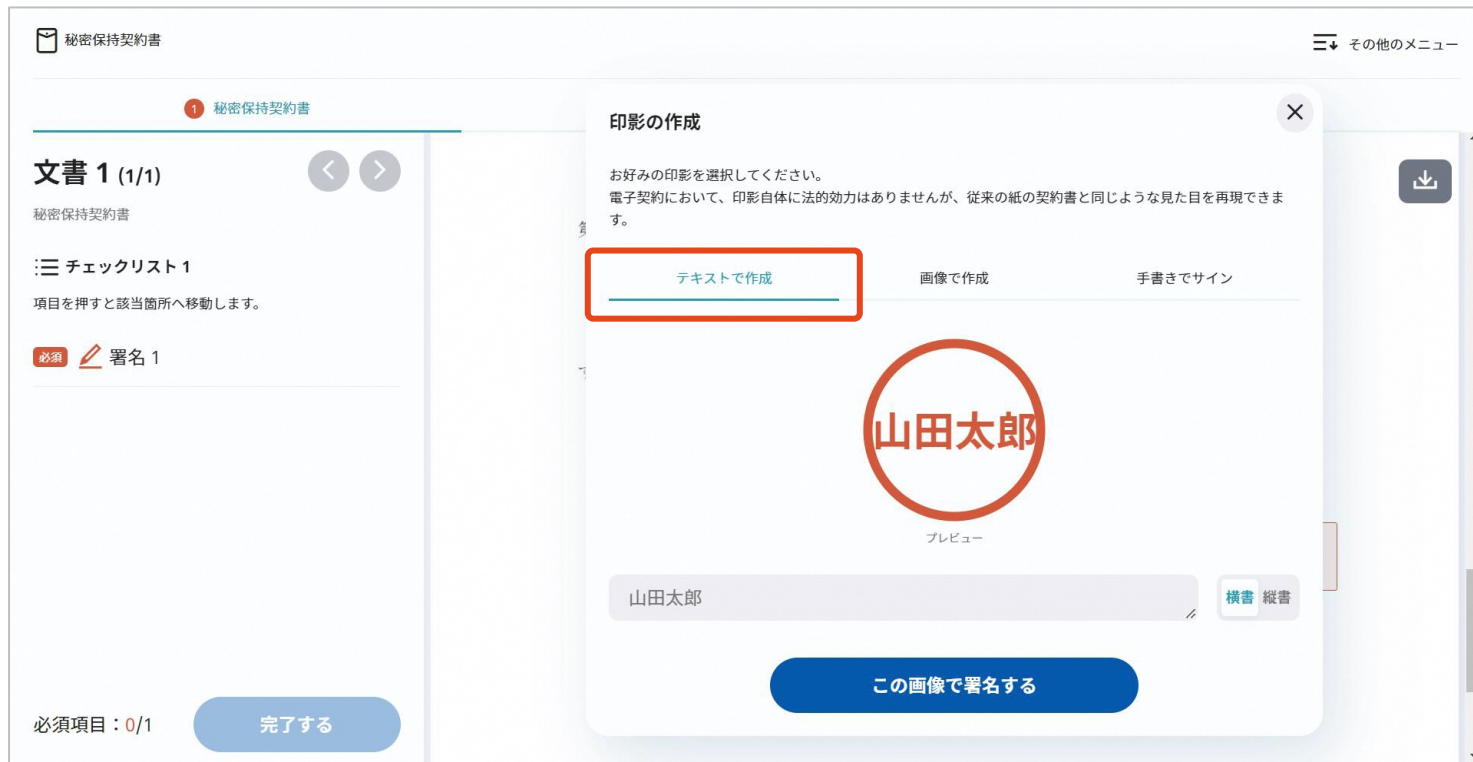 秘密保持契約書
その他のメニュー
1 秘密保持契約書
文書 1 (1/1)
秘密保持契約書
チェックリスト 1
項目を押すと該当箇所へ移動します。
必須 署名 1
必須項目：0/1
完了する
印影の作成
お好みの印影を選択してください。
電子契約において、印影自体に法的効力はありませんが、従来の紙の契約書と同じような見た目を再現できま
す。
テキストで作成 画像で作成 手書きでサイン
山田太郎
プレビュー
山田太郎
横書 縦書
この画像で署名する